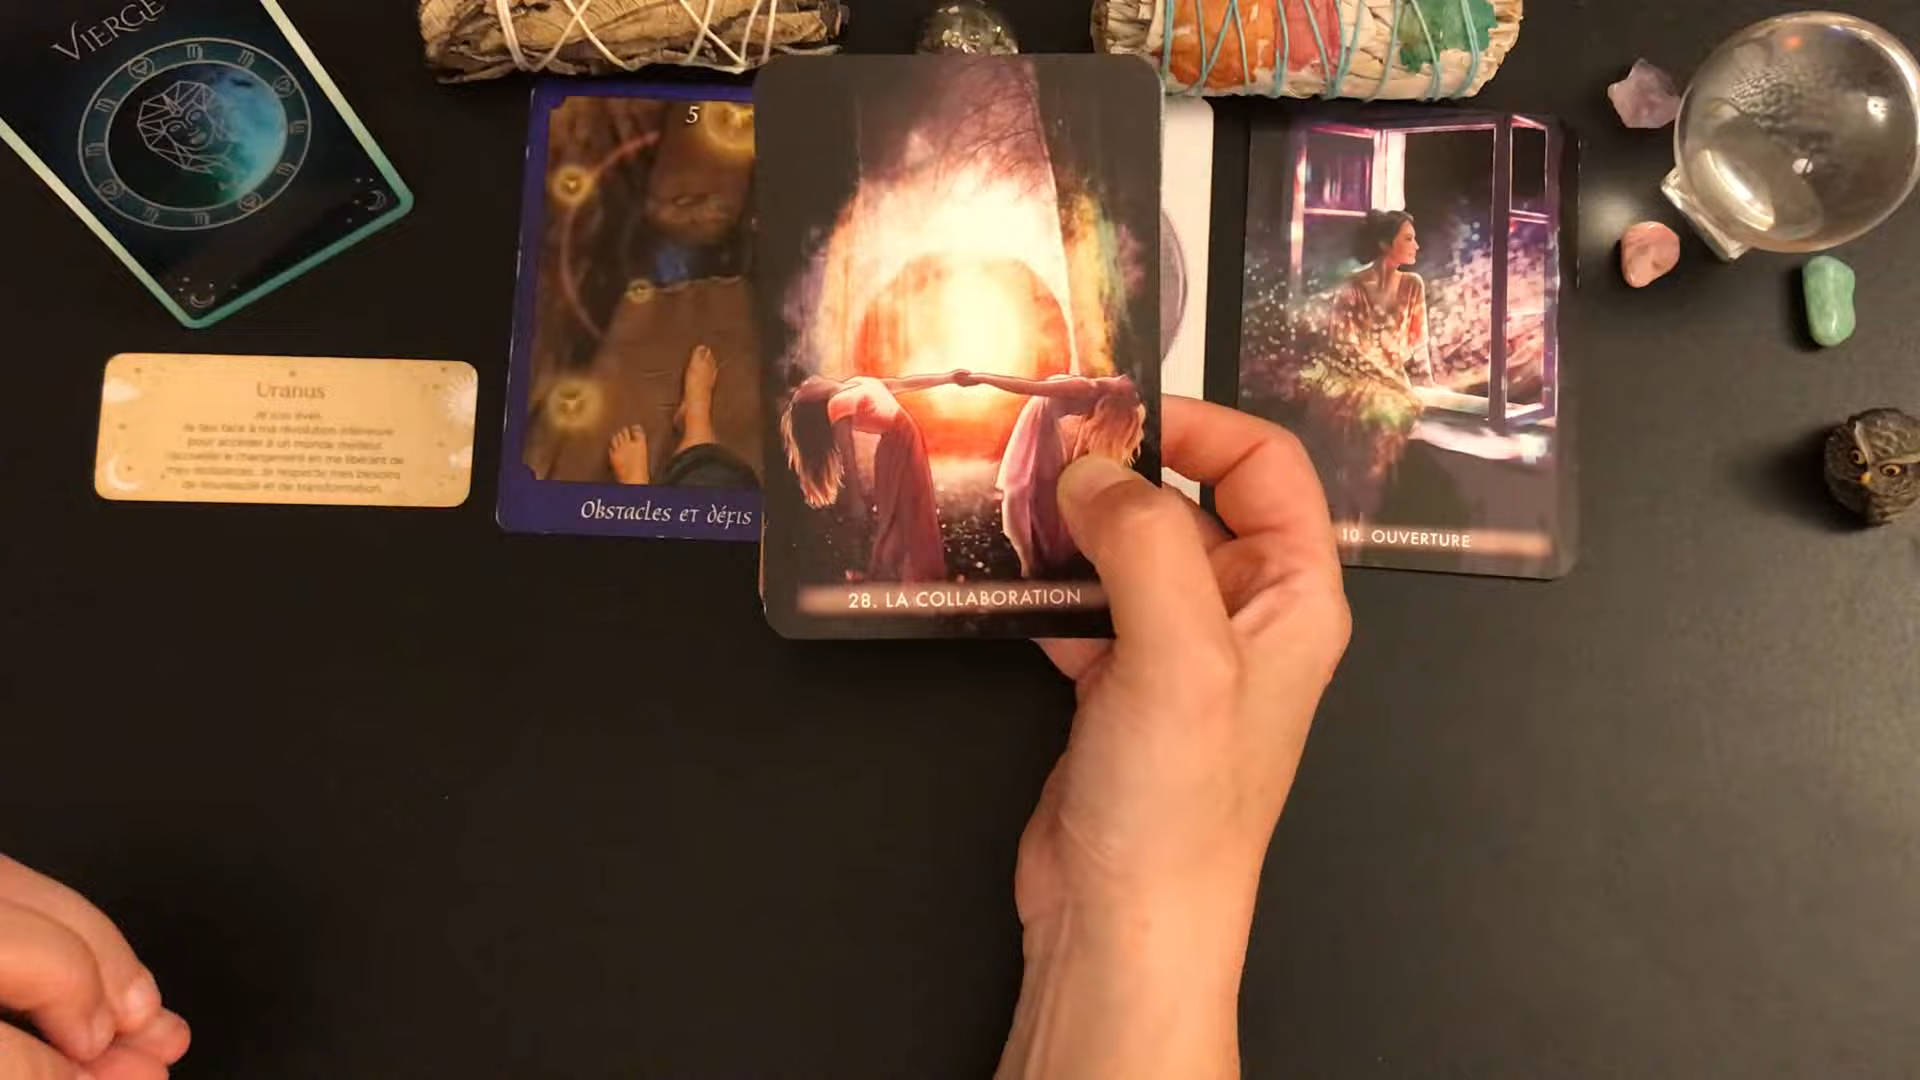 VIERGE
5
Uranus
Je suis éveil.
Je fais face à ma révolution intérieure
pour accéder à un monde meilleur.
J'accueille le changement en me libérant de
mes résistances. Je respecte mes besoins
de nouveauté et de transformation.
Obstacles et défis
28. LA COLLABORATION
10. OUVERTURE